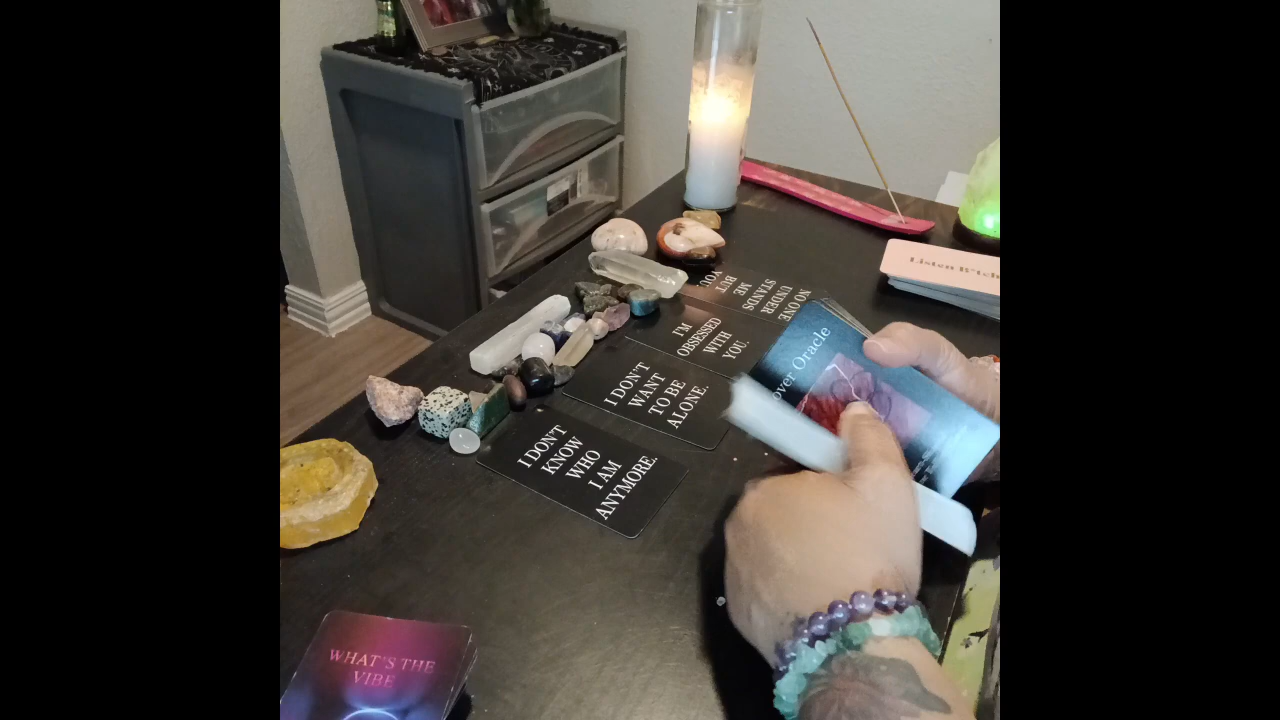 NO ONE
UNDER
STANDS
ME
BUT
YOU
I'M
OBSESSED
WITH
YOU.
I DON'T
WANT
TO BE
ALONE.
I DON'T
KNOW
WHO
I AM
ANYMORE.
Oracle
Listen
WHAT'S THE
VIBE